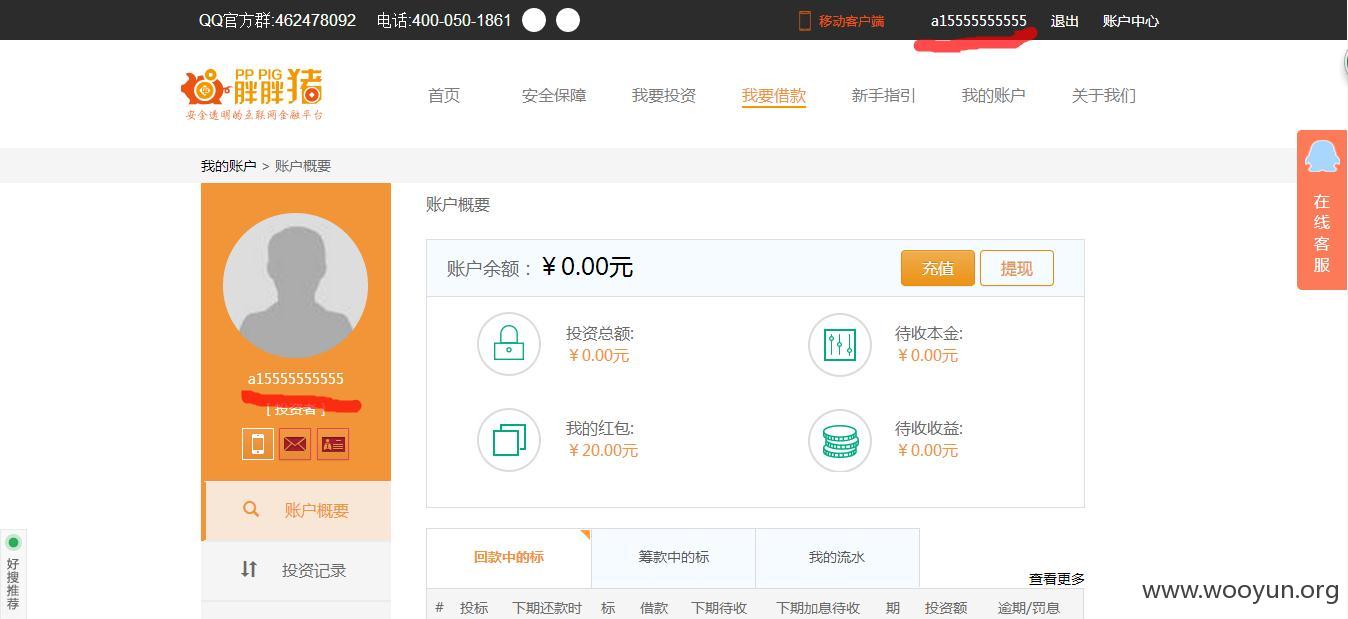 QQ官方群:462478092 电话:400-050-1861 移动客户端 a15555555555 退出 账户中心
PP PIG
胖胖猪
安全透明的互联网金融平台
首页 安全保障 我要投资 我要借款 新手指引 我的账户 关于我们
我的账户 > 账户概要
a15555555555
[ 投资者 ]
账户概要
投资记录
账户概要
账户余额：￥0.00元 充值 提现
投资总额: 待收本金:
￥0.00元 ￥0.00元
我的红包: 待收收益:
￥20.00元 ￥0.00元
回款中的标 筹款中的标 我的流水
查看更多
# 投标 下期还款时 标 借款 下期待收 下期加息待收 期 投资额 逾期/罚息
在线客服
好搜推荐
www.wooyun.org